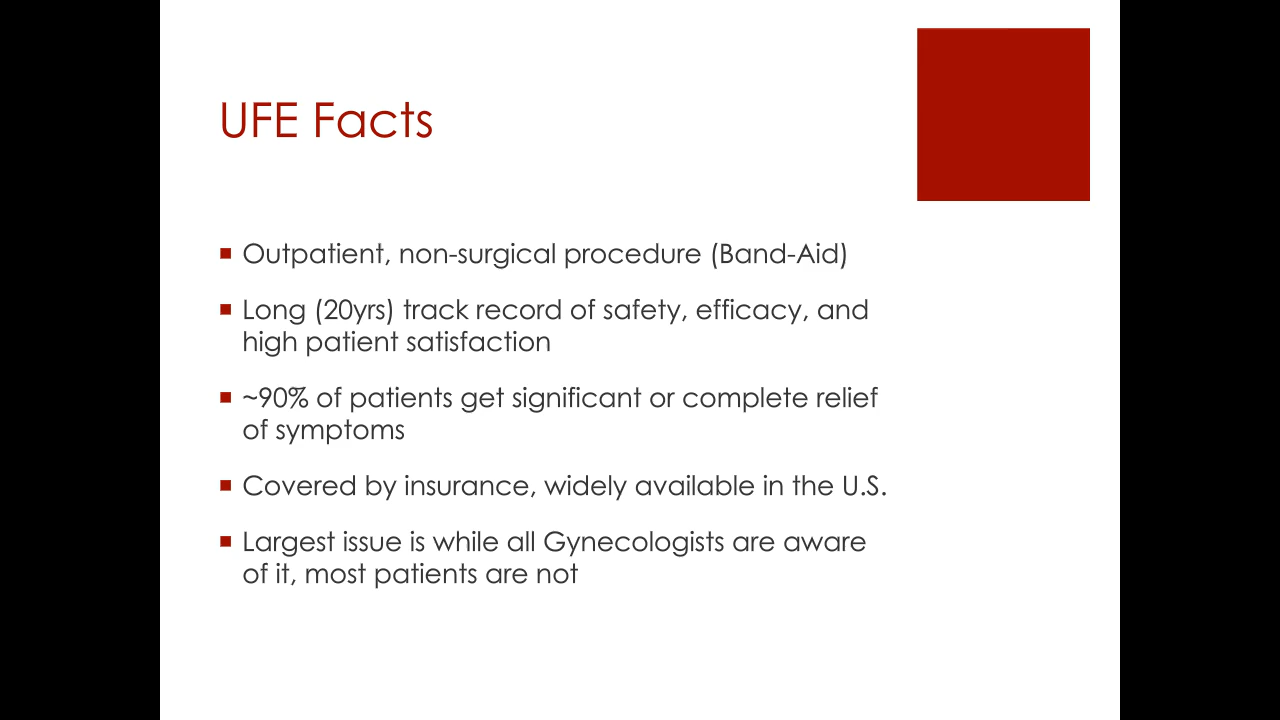 UFE Facts
Outpatient, non-surgical procedure (Band-Aid)
Long (20yrs) track record of safety, efficacy, and
high patient satisfaction
~90% of patients get significant or complete relief
of symptoms
Covered by insurance, widely available in the U.S.
Largest issue is while all Gynecologists are aware
of it, most patients are not